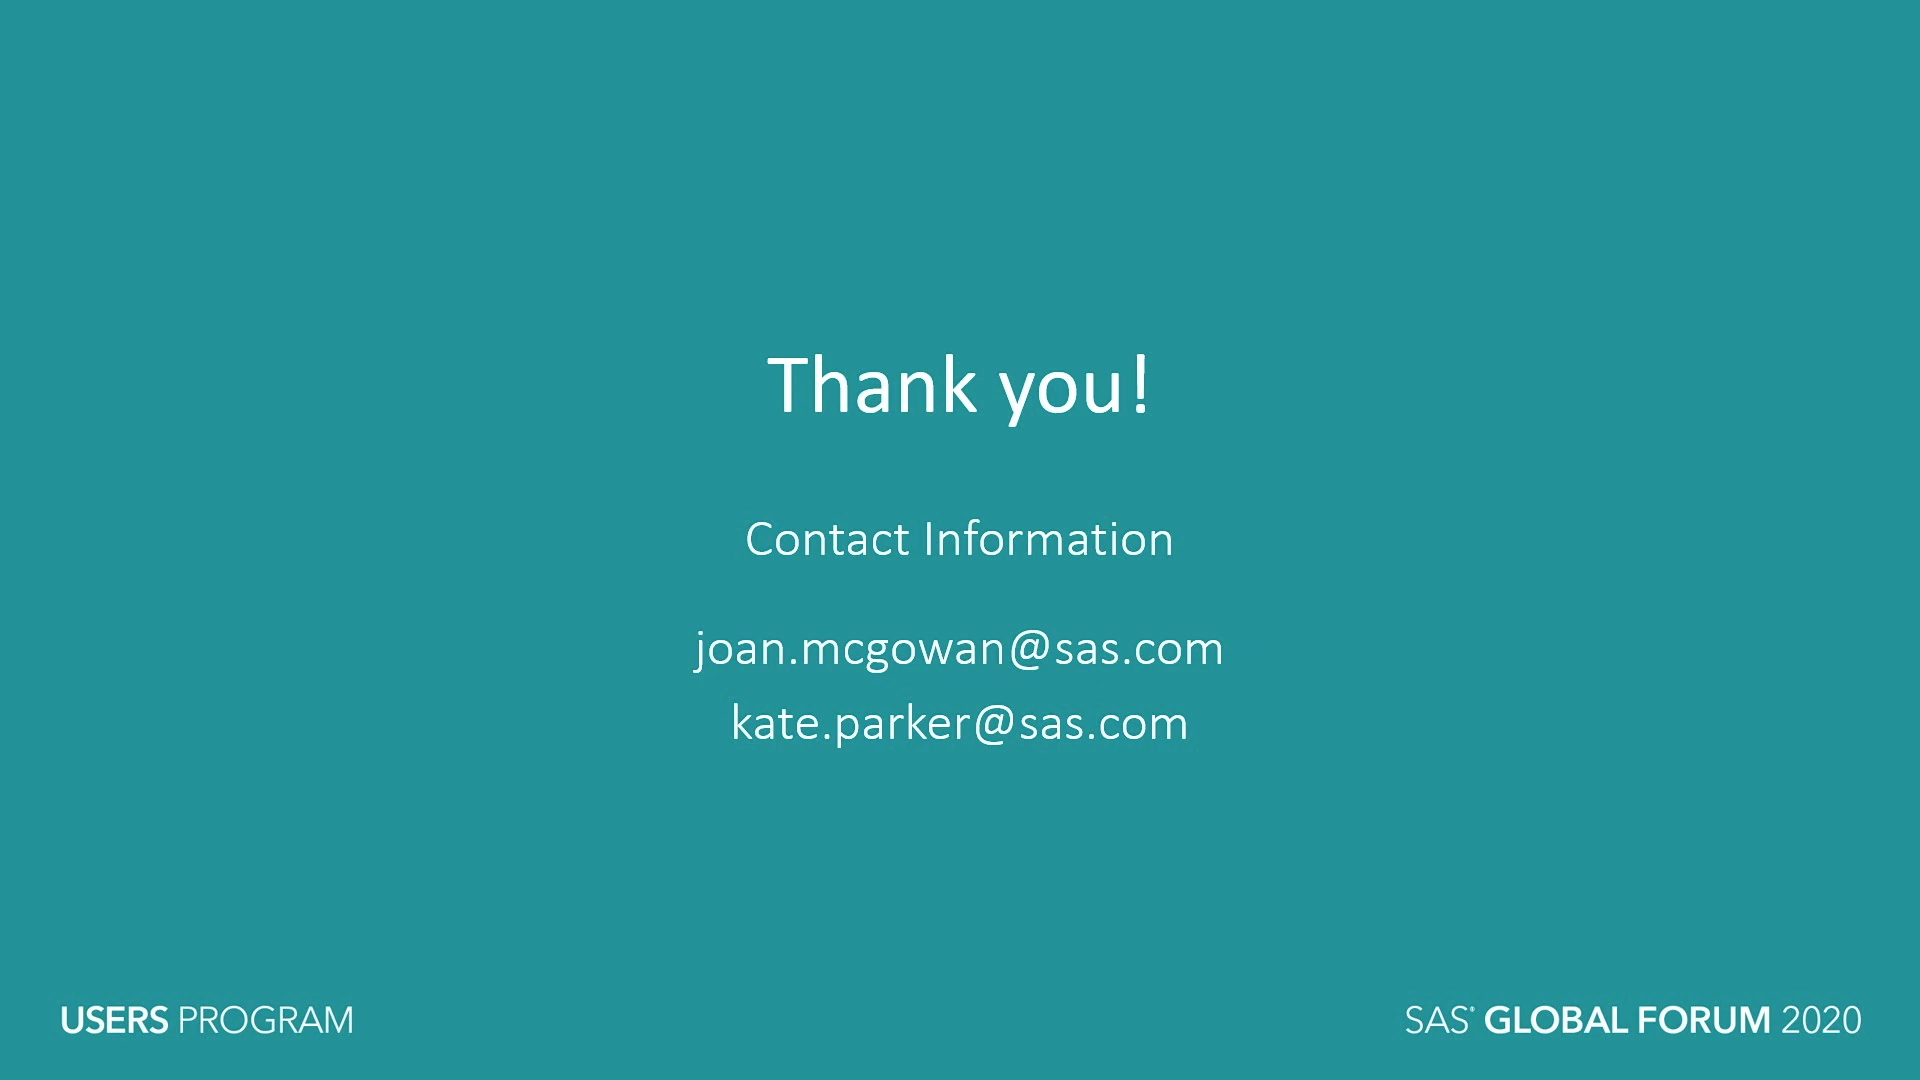 Thank you!
Contact Information
joan.mcgowan@sas.com
kate.parker@sas.com
USERS PROGRAM
SAS® GLOBAL FORUM 2020